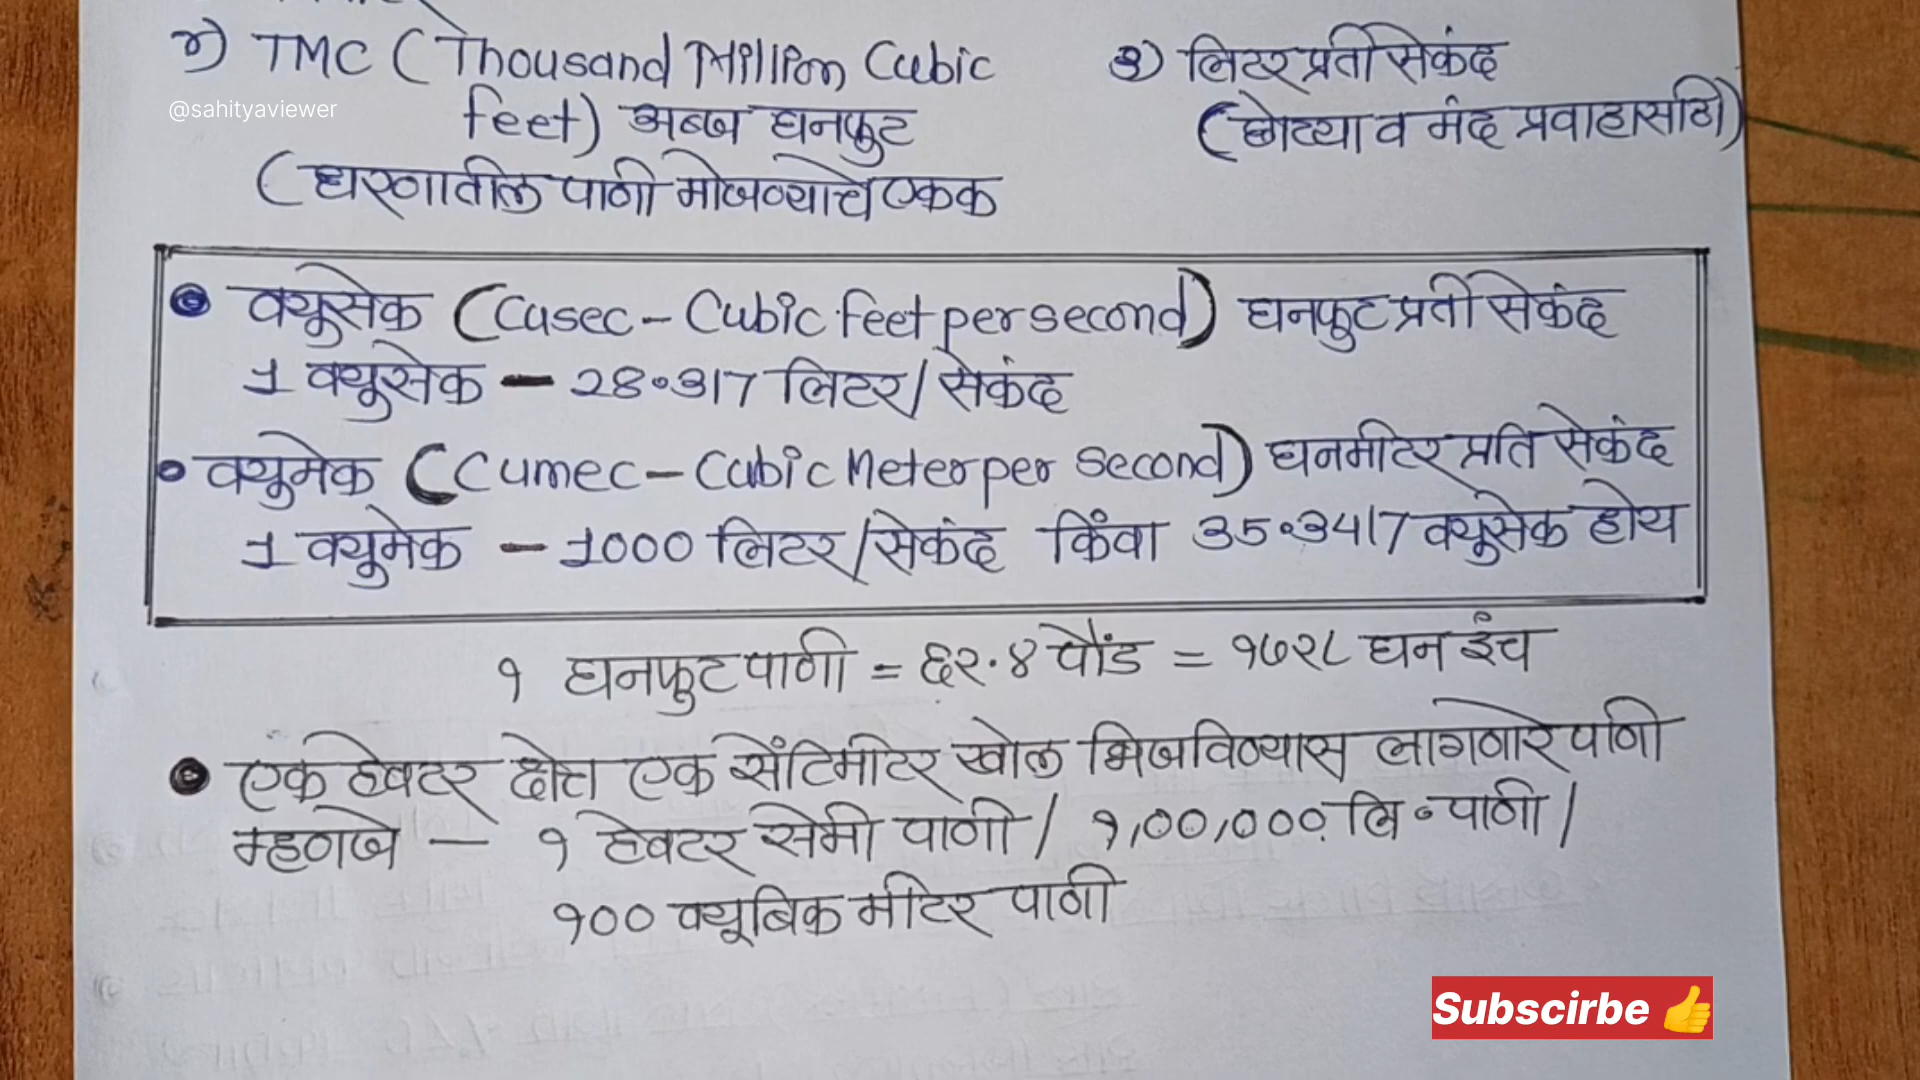 २) TMC (Thousand Million Cubic
feet) अब्ज घनफुट
(धरणातील पाणी मोजण्याचे एकक
३) लिटर प्रती सेकंद
(छोट्या व मंद प्रवाहासाठी)
@sahityaviewer
क्युसेक (Cusec – Cubic feet per second) घनफुट प्रती सेकंद
1 क्युसेक – 28.317 लिटर/सेकंद
क्युमेक (Cumec – Cubic Meter per Second) घनमीटर प्रति सेकंद
1 क्युमेक – 1000 लिटर/सेकंद किंवा 35.3417 क्युसेक होय
१ घनफुट पाणी = ६२.४ पौंड = १७२८ घन इंच
एक हेक्टर क्षेत्र एक सेंटिमीटर खोल भिजविण्यास लागणारे पाणी
म्हणजे – १ हेक्टर सेमी पाणी / १,००,००० लि. पाणी /
१०० क्यूबिक मीटर पाणी
Subscirbe 👍